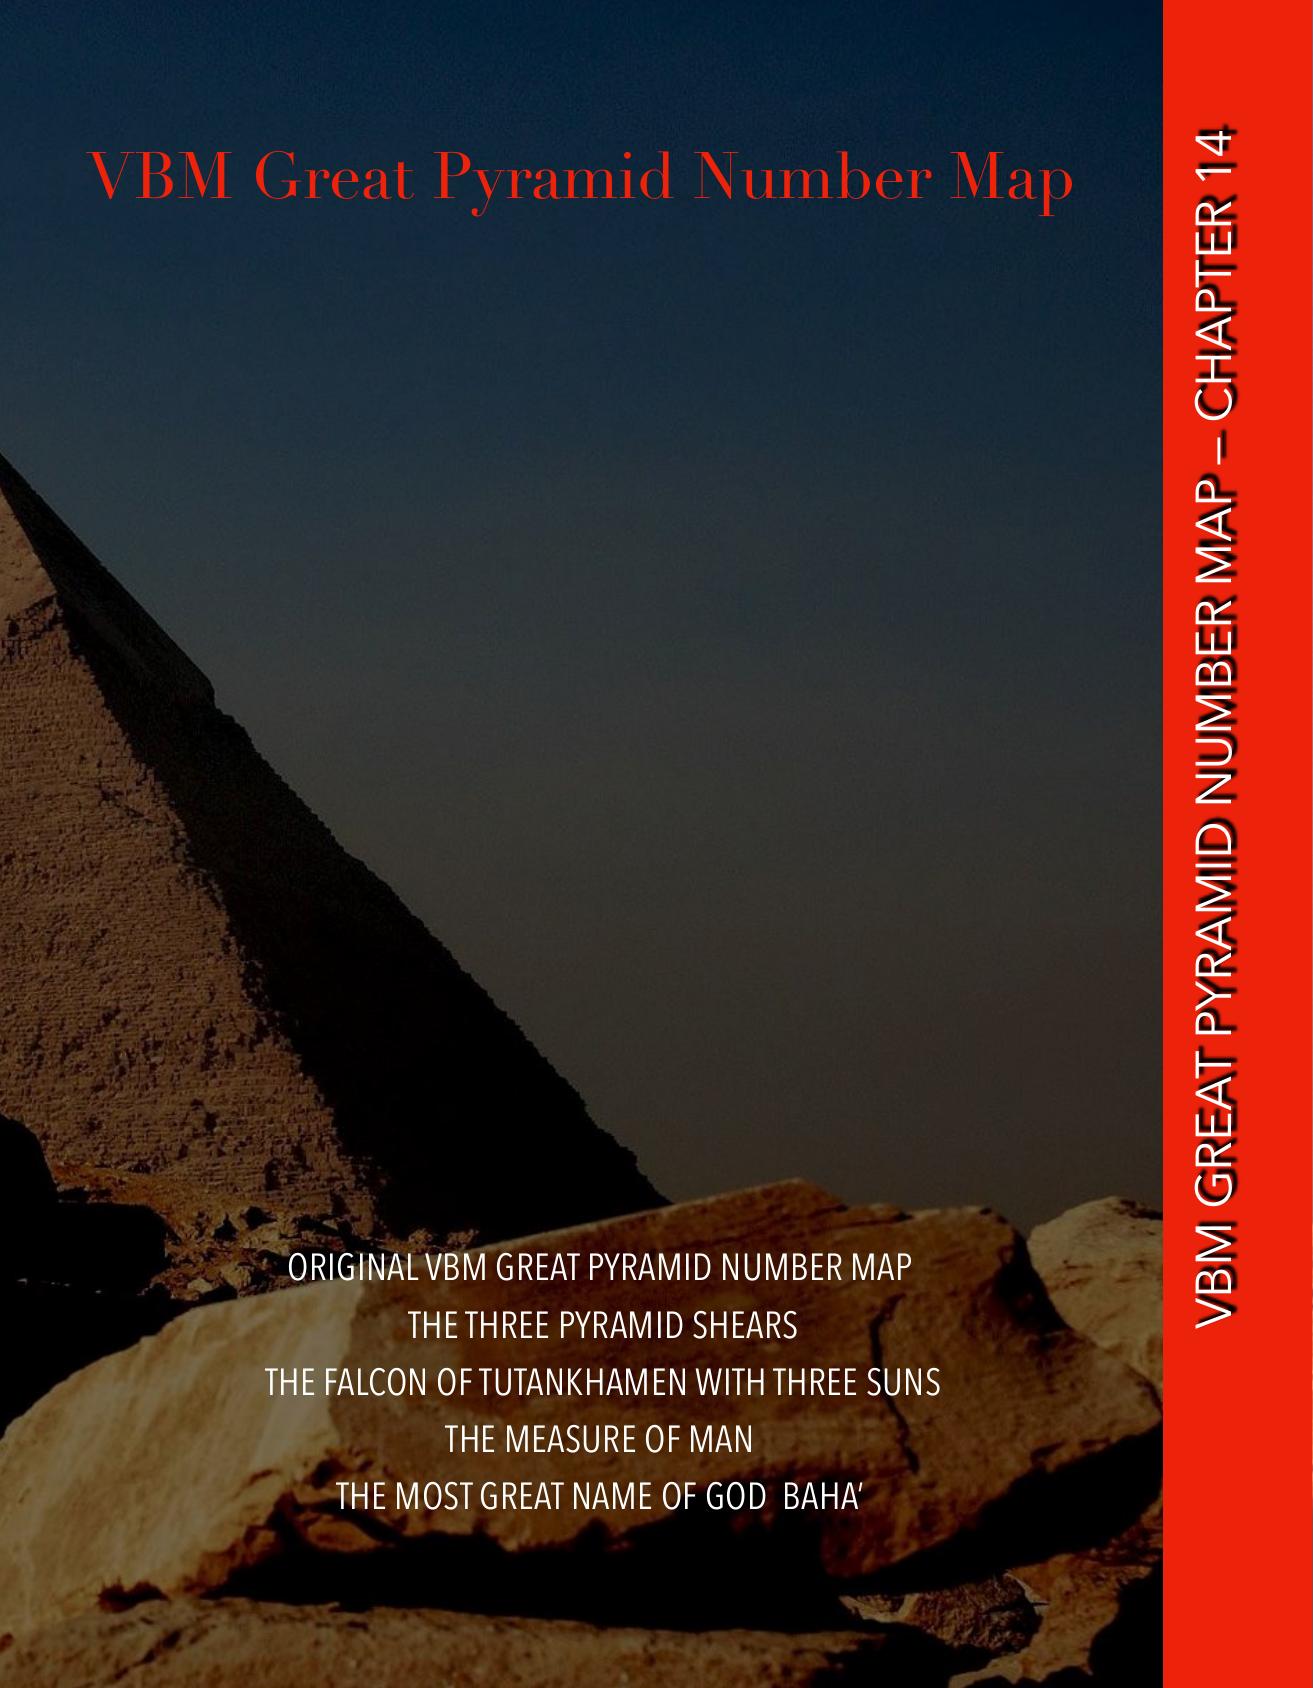 VBM Great Pyramid Number Map
VBM GREAT PYRAMID NUMBER MAP – CHAPTER 14
ORIGINAL VBM GREAT PYRAMID NUMBER MAP
THE THREE PYRAMID SHEARS
THE FALCON OF TUTANKHAMEN WITH THREE SUNS
THE MEASURE OF MAN
THE MOST GREAT NAME OF GOD  BAHA’